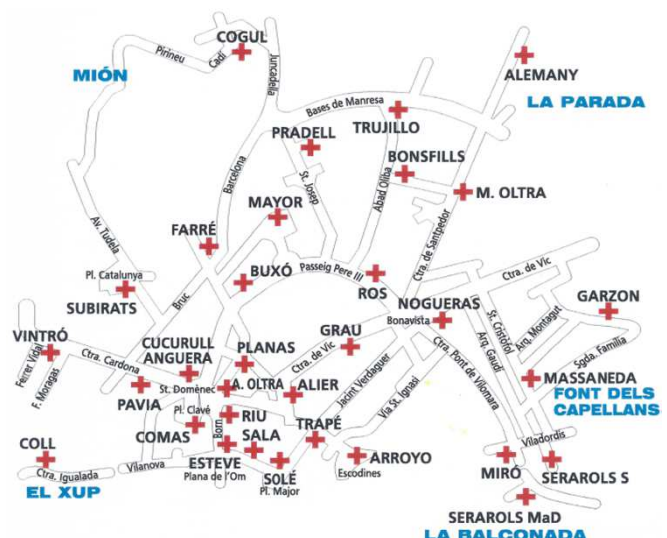 COGUL
Pirineu
Cadí
Juncadella
MIÓN
ALEMANY
LA PARADA
Bases de Manresa
TRUJILLO
PRADELL
BONSFILLS
Barcelona
St. Josep
Abad Oliba
M. OLTRA
MAYOR
Ctra. de Santpedor
Av. Tudela
FARRÉ
Passeig Pere III
Ctra. de Vic
Pl. Catalunya
BUXÓ
ROS
SUBIRATS
Bruc
NOGUERAS
Bonavista
St. Cristòfol
Arq. Gaudí
Arq. Montagut
GARZON
VINTRÓ
CUCURULL
ANGUERA
PLANAS
GRAU
Ctra. de Vic
Ctra. Pont de Vilomara
Sgda. Família
Ferret Vidal
F. Moragas
Ctra. Cardona
PAVIA
St. Domènec
A. OLTRA
ALIER
Jacint Verdaguer
Via St. Ignasi
MASSANEDA
FONT DELS
CAPELLANS
Pl. Clavé
COMAS
Born
RIU
TRAPÉ
SALA
Viladordis
COLL
Ctra. Igualada
Vilanova
ESTEVE
Plana de l'Om
SOLÉ
Pl. Major
ARROYO
Escodines
MIRÓ
SERAROLS S
EL XUP
SERAROLS MaD
LA BALCONADA